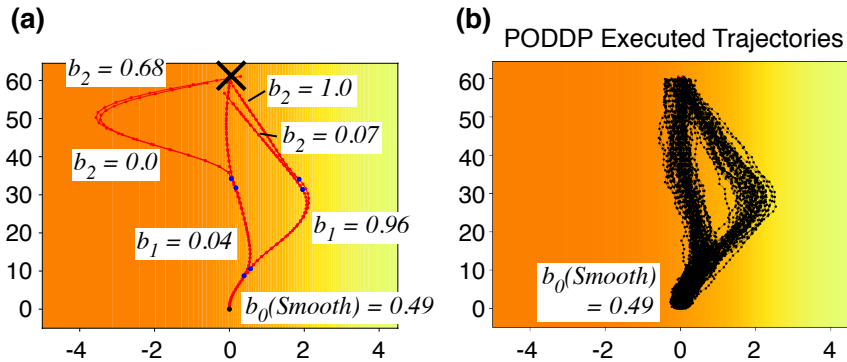 (a)
60
50
40
30
20
10
0
-4
-2
0
2
4
b2 = 0.68
b2 = 1.0
b2 = 0.07
b2 = 0.0
b1 = 0.96
b1 = 0.04
b0(Smooth) = 0.49
(b)
PODDP Executed Trajectories
60
50
40
30
20
10
0
b0(Smooth)
= 0.49
-4
-2
0
2
4